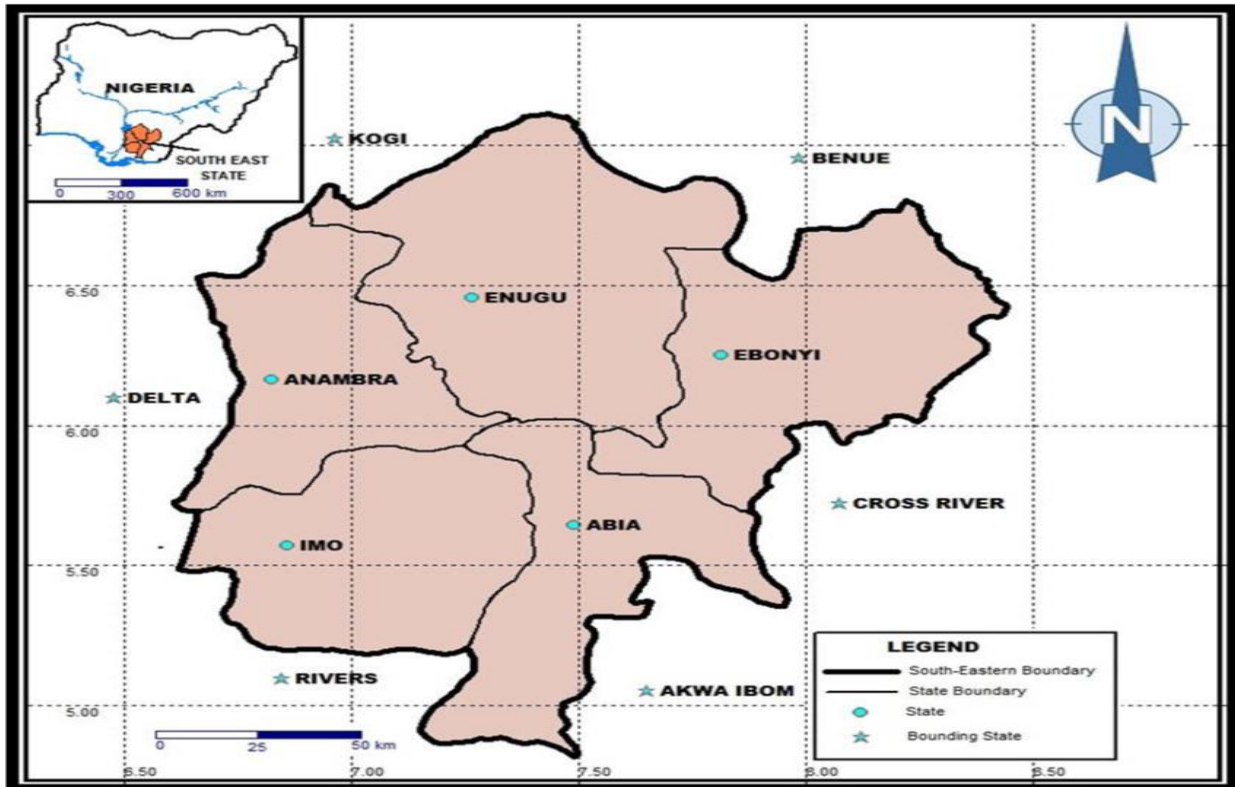 NIGERIA
SOUTH EAST
STATE
0 300 600 km
KOGI
BENUE
N
6.50
ENUGU
EBONYI
ANAMBRA
DELTA
6.00
CROSS RIVER
ABIA
IMO
5.50
RIVERS
AKWA IBOM
5.00
0 25 50 km
LEGEND
South-Eastern Boundary
State Boundary
State
Bounding State
6.50 7.00 7.50 8.00 8.50